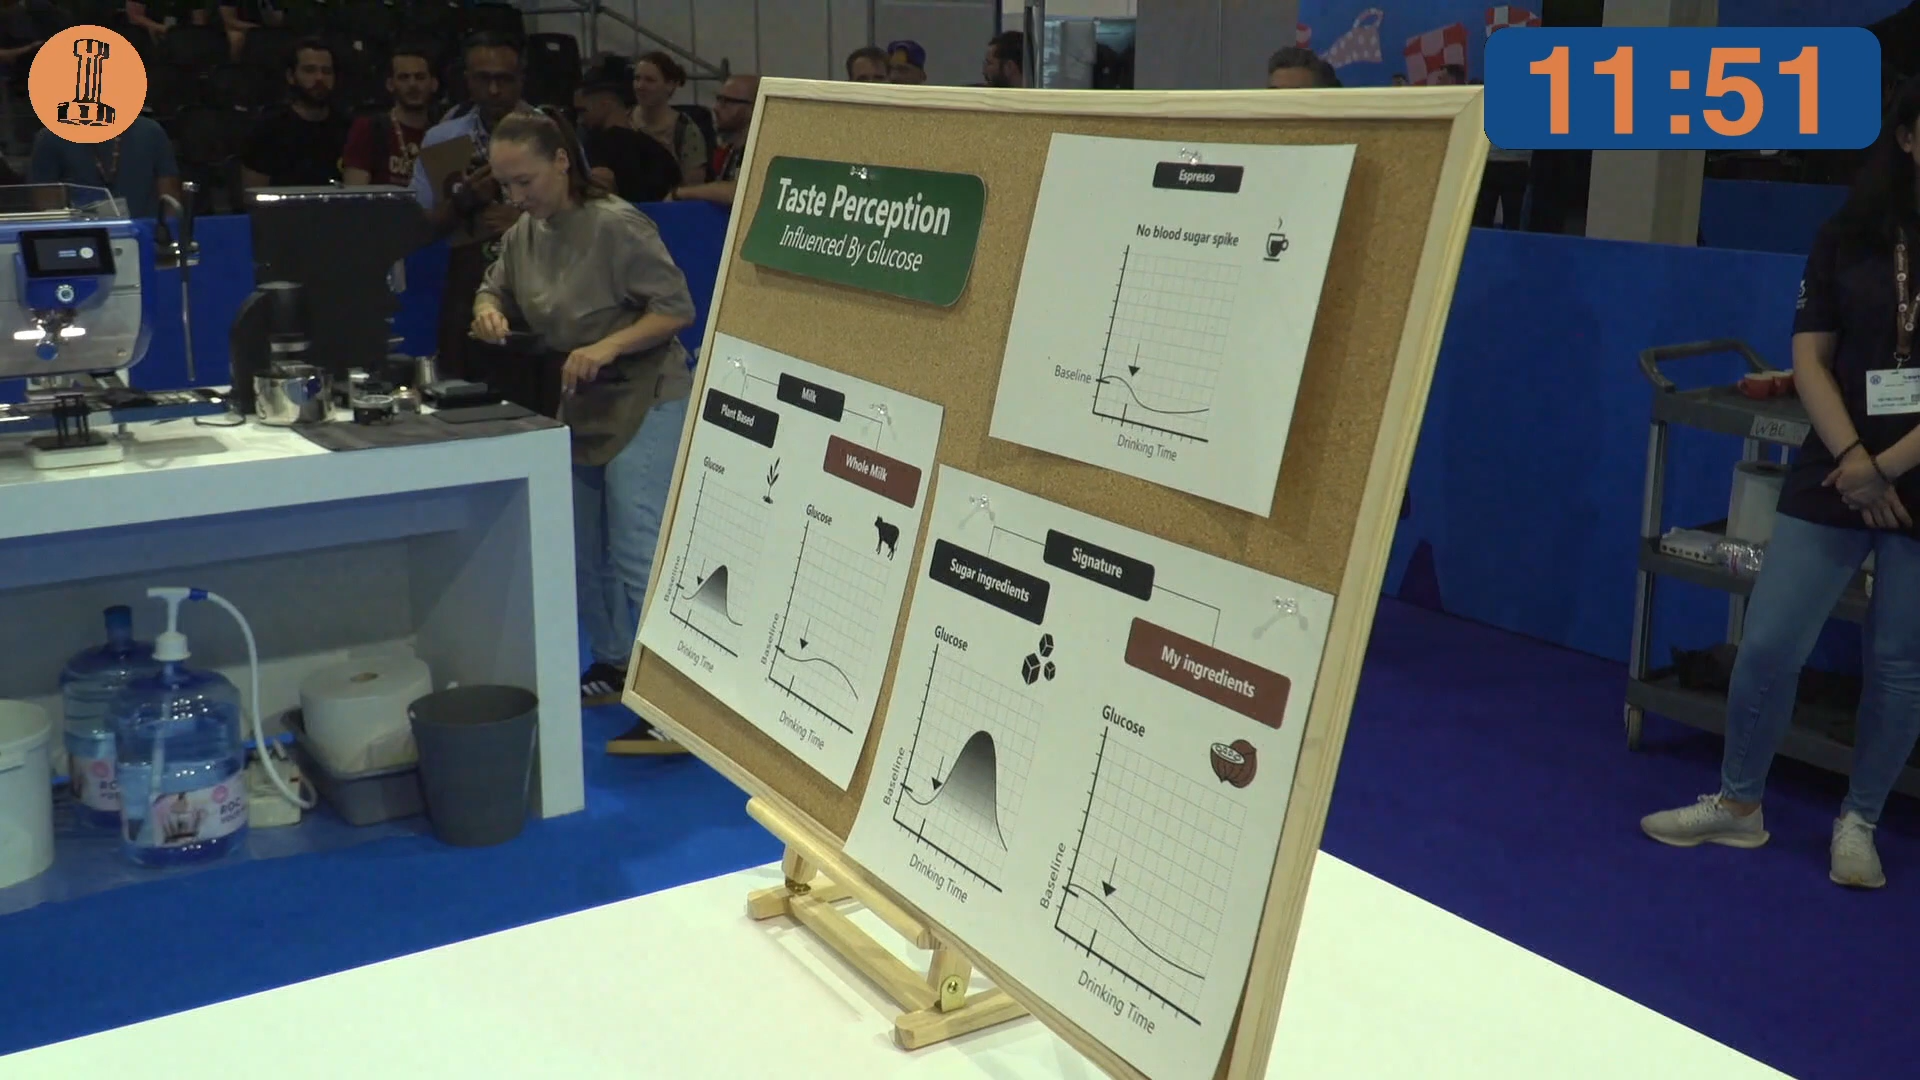 11:51
Taste Perception
Influenced By Glucose
Espresso
No blood sugar spike
Baseline
Drinking Time
Milk
Plant Based
Whole Milk
Glucose
Baseline
Drinking Time
Glucose
Baseline
Drinking Time
Signature
Sugar ingredients
My ingredients
Glucose
Baseline
Drinking Time
Glucose
Baseline
Drinking Time
WBC